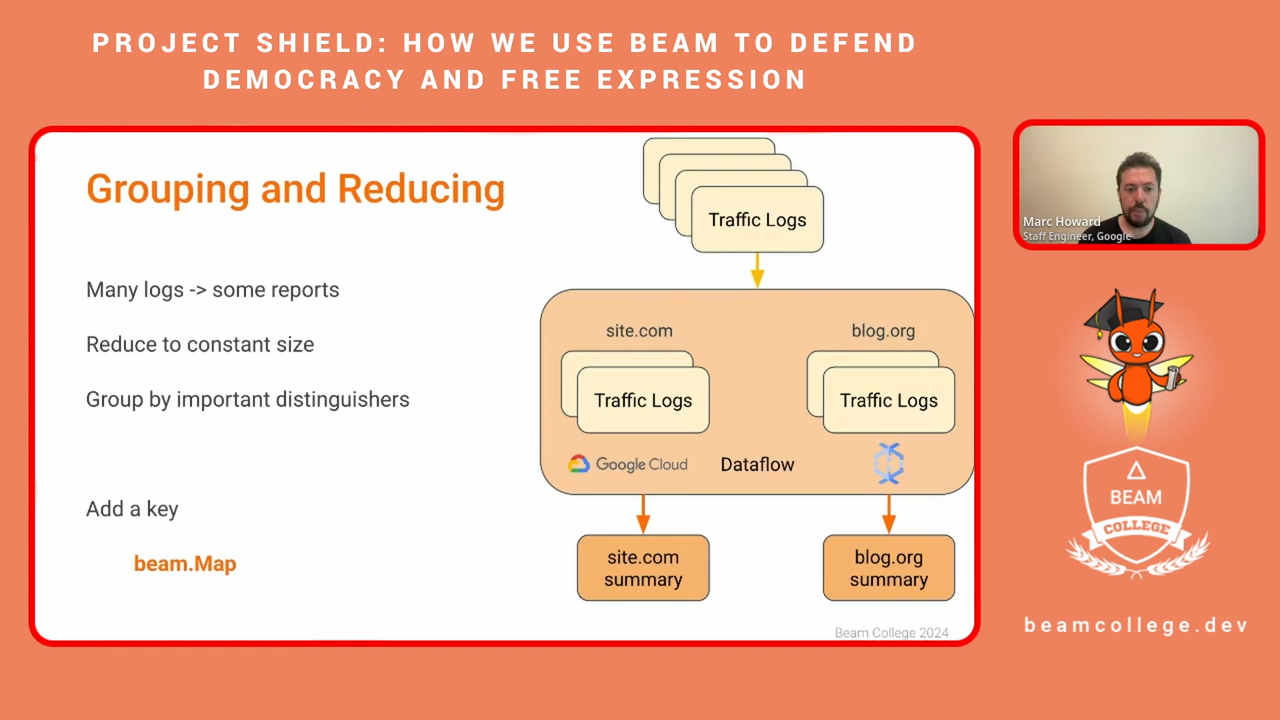 PROJECT SHIELD: HOW WE USE BEAM TO DEFEND
DEMOCRACY AND FREE EXPRESSION
Grouping and Reducing
Many logs -> some reports
Reduce to constant size
Group by important distinguishers
Add a key
beam.Map
Traffic Logs
site.com
blog.org
Traffic Logs
Traffic Logs
Google Cloud
Dataflow
site.com
summary
blog.org
summary
Beam College 2024
Marc Howard
Staff Engineer, Google
BEAM
COLLEGE
beamcollege.dev